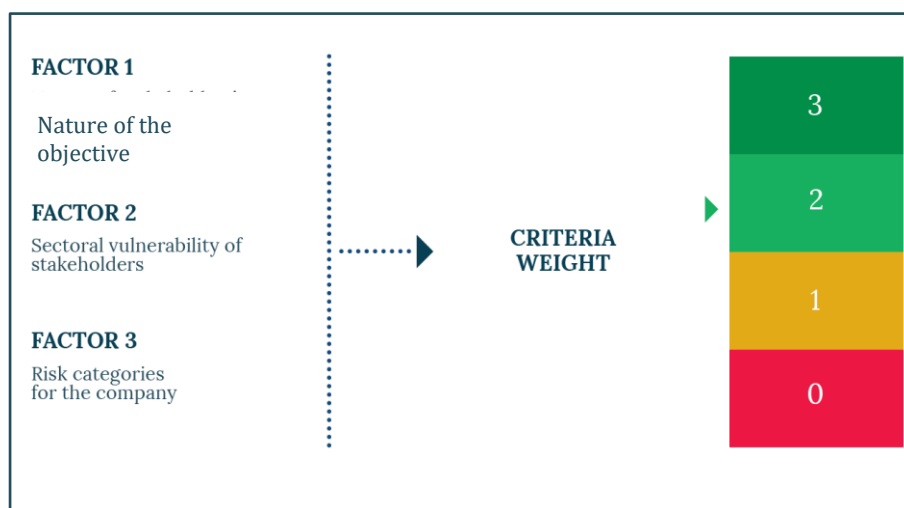 FACTOR 1
Nature of the
objective
FACTOR 2
Sectoral vulnerability of
stakeholders
FACTOR 3
Risk categories
for the company
CRITERIA
WEIGHT
3
2
1
0